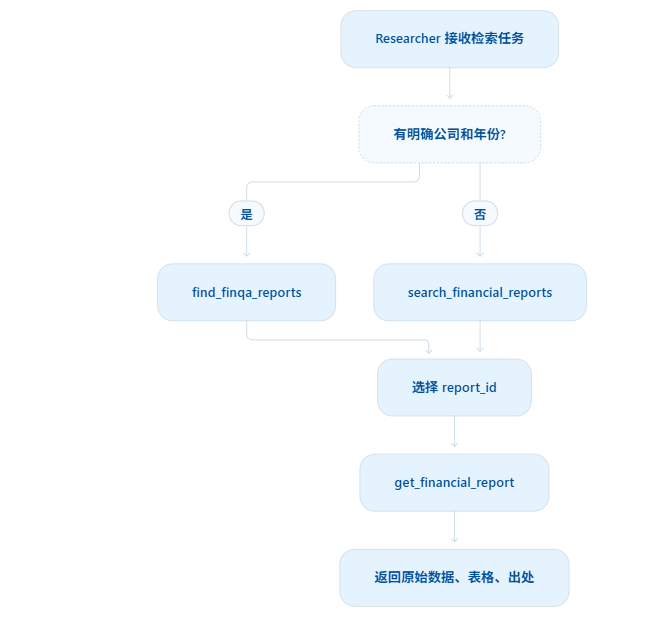 Researcher 接收检索任务
有明确公司和年份?
是
否
find_finqa_reports
search_financial_reports
选择 report_id
get_financial_report
返回原始数据、表格、出处